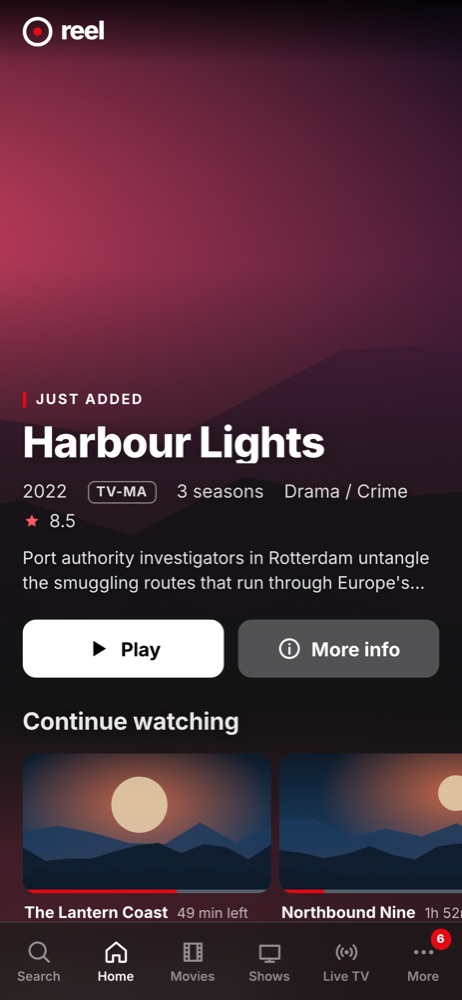 reel
JUST ADDED
Harbour Lights
2022 TV-MA 3 seasons Drama / Crime
8.5
Port authority investigators in Rotterdam untangle
the smuggling routes that run through Europe's...
Play More info
Continue watching
The Lantern Coast 49 min left Northbound Nine 1h
6
Search Home Movies Shows Live TV More